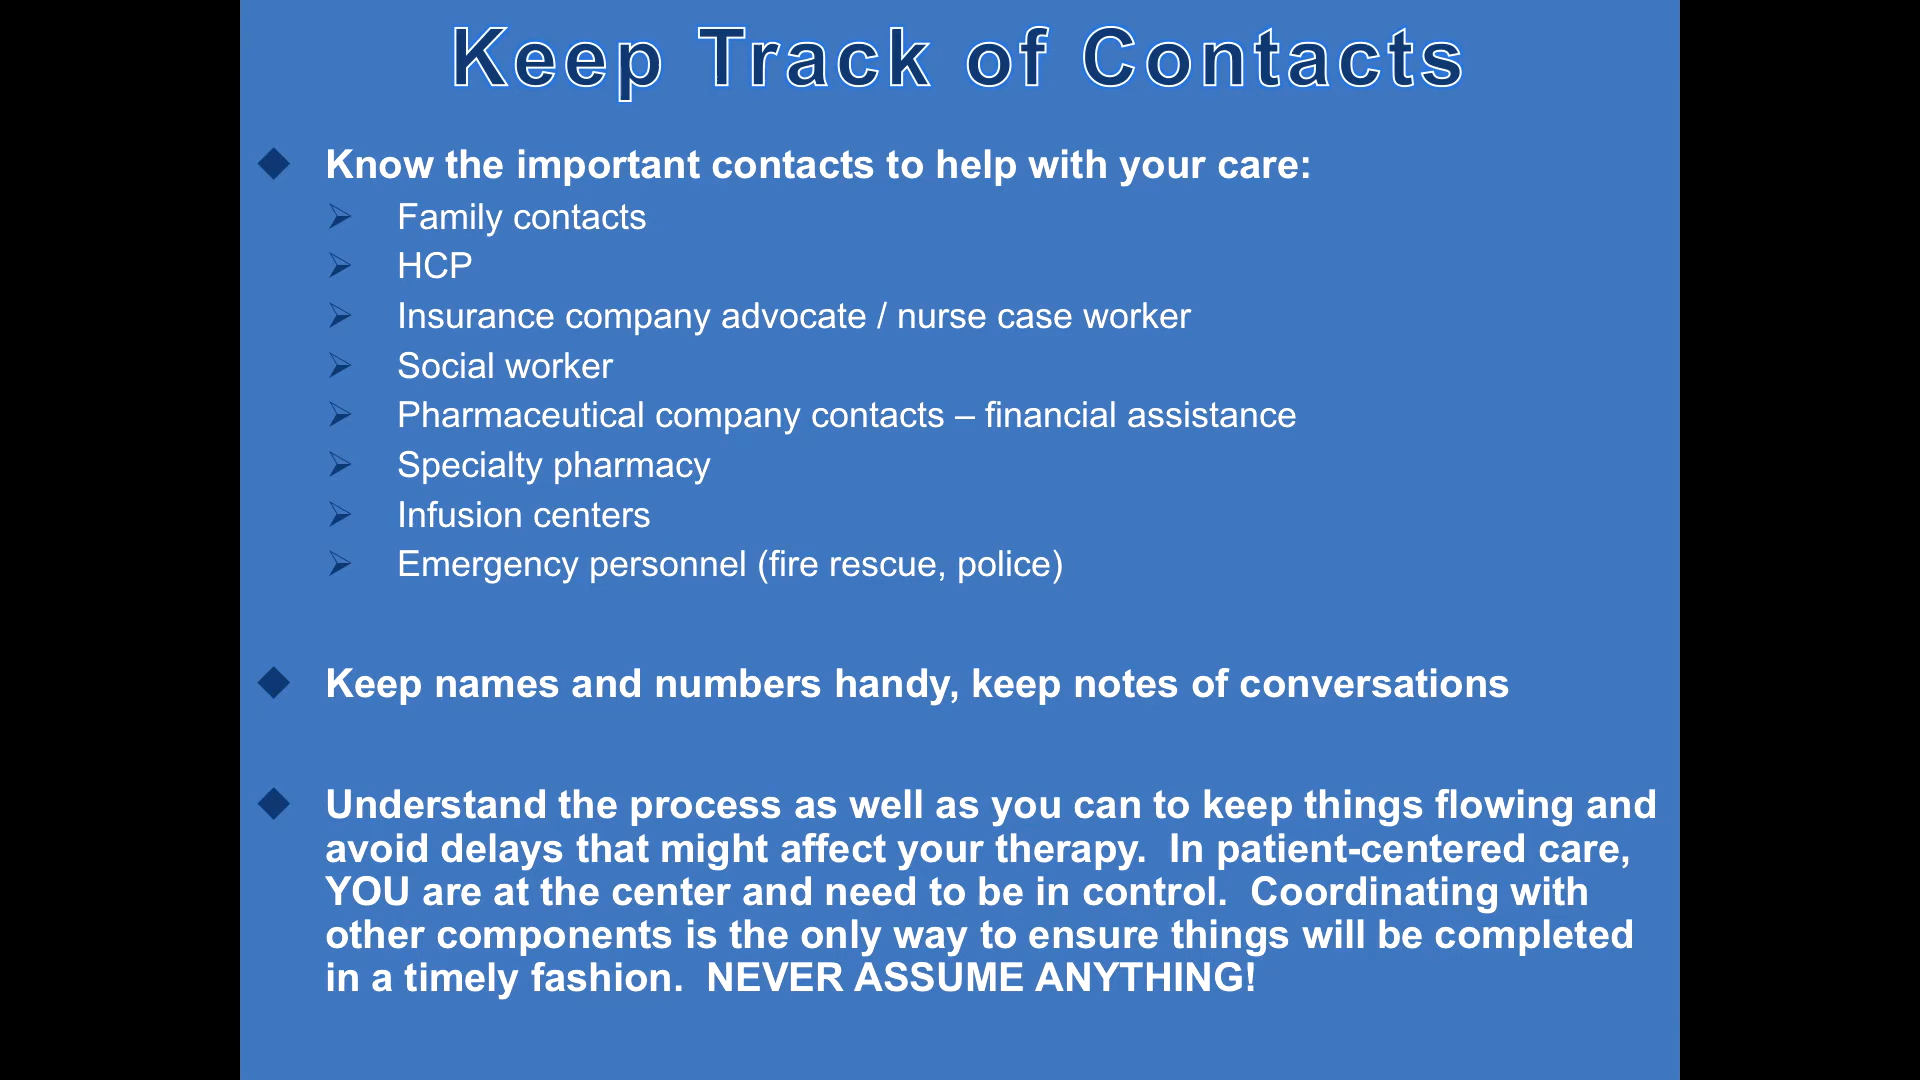 Keep Track of Contacts
Know the important contacts to help with your care:
Family contacts
HCP
Insurance company advocate / nurse case worker
Social worker
Pharmaceutical company contacts – financial assistance
Specialty pharmacy
Infusion centers
Emergency personnel (fire rescue, police)
Keep names and numbers handy, keep notes of conversations
Understand the process as well as you can to keep things flowing and
avoid delays that might affect your therapy.  In patient-centered care,
YOU are at the center and need to be in control.  Coordinating with
other components is the only way to ensure things will be completed
in a timely fashion.  NEVER ASSUME ANYTHING!